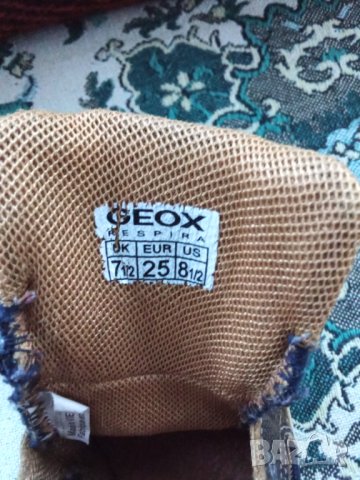 GEOX
RESPIRA
UK EUR US
7 1/2 25 8 1/2